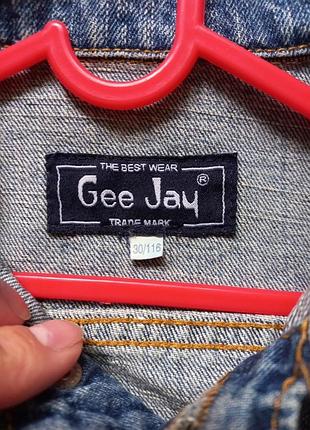 THE BEST WEAR
Gee Jay ®
TRADE MARK
30/116